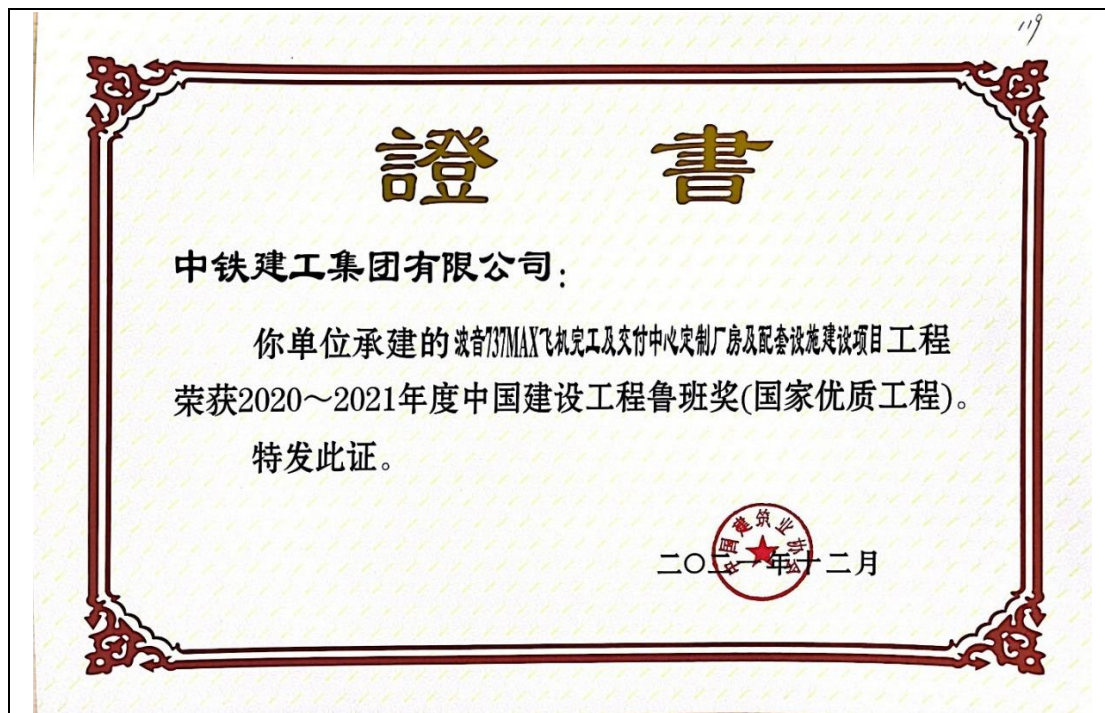 119
證 書
中铁建工集团有限公司：
你单位承建的波音737MAX飞机完工及交付中心定制厂房及配套设施建设项目工程
荣获2020～2021年度中国建设工程鲁班奖(国家优质工程)。
特发此证。
中国建筑业协会
二〇二一年十二月